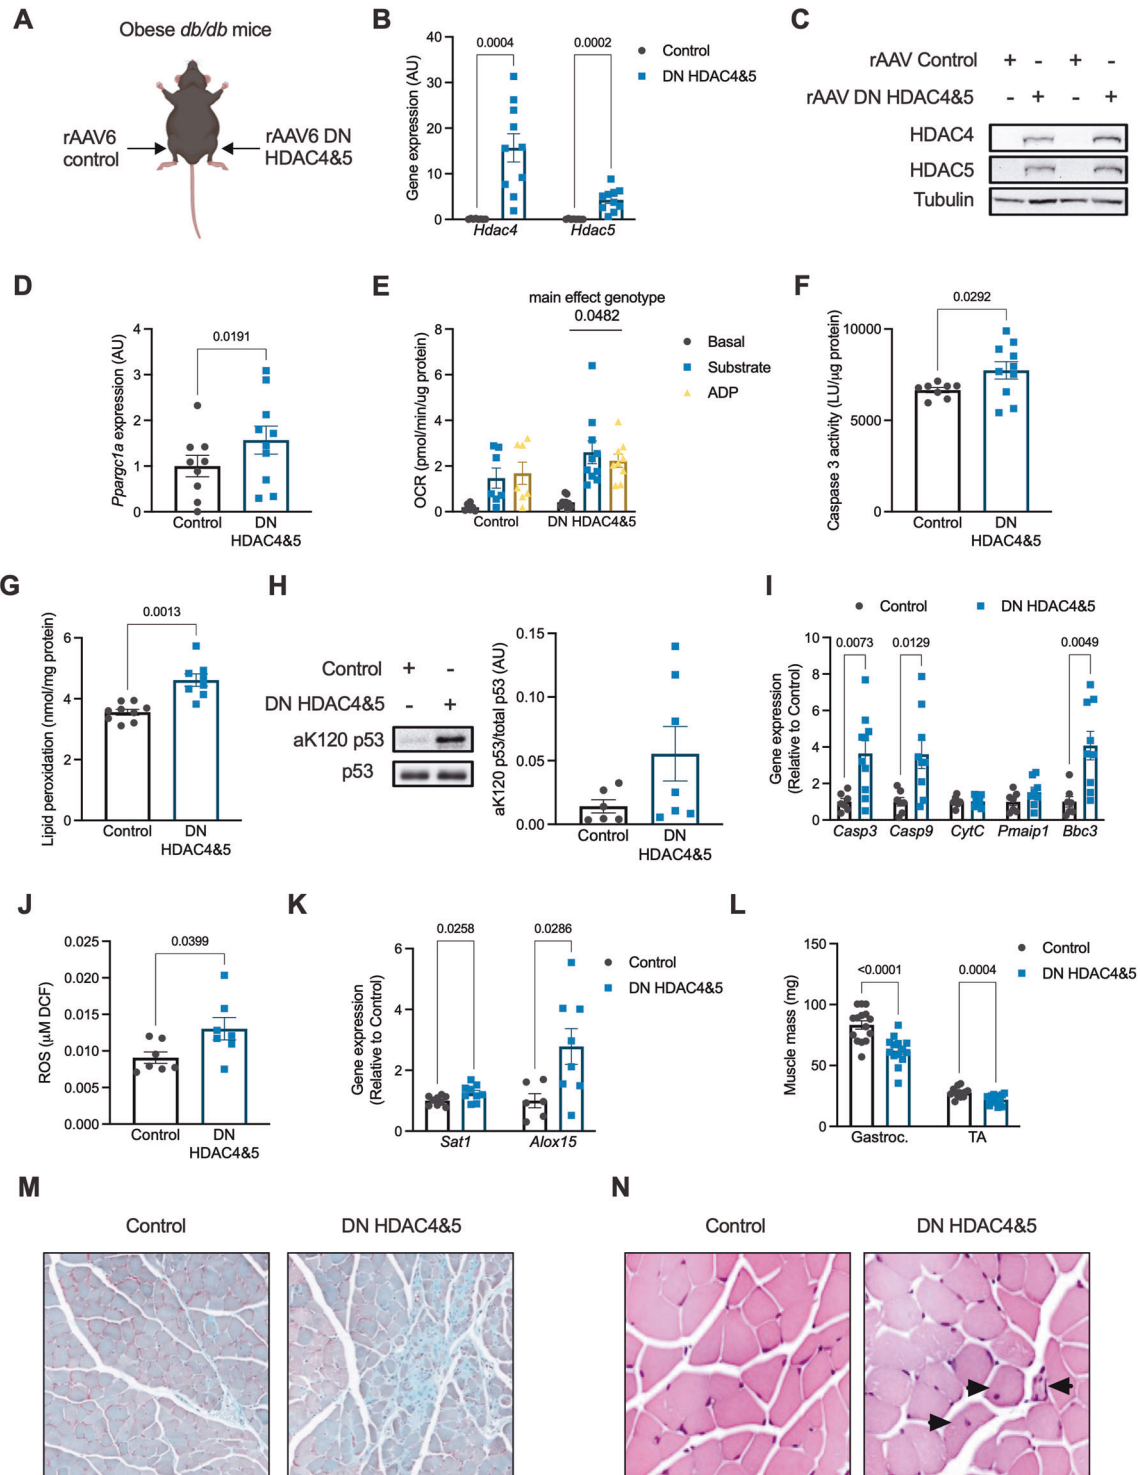 A
Obese db/db mice
rAAV6
control
rAAV6 DN
HDAC4&5
B
Gene expression (AU)
40
30
20
10
0
0.0004
0.0002
Hdac4
Hdac5
Control
DN HDAC4&5
C
rAAV Control + - + -
rAAV DN HDAC4&5 - + - +
HDAC4
HDAC5
Tubulin
D
Ppargc1a expression (AU)
4
3
2
1
0
0.0191
Control
DN
HDAC4&5
E
main effect genotype
0.0482
OCR (pmol/min/ug protein)
8
6
4
2
0
Control
DN HDAC4&5
Basal
Substrate
ADP
F
Caspase 3 activity (LU/µg protein)
10000
5000
0
0.0292
Control
DN
HDAC4&5
G
Lipid peroxidation (nmol/mg protein)
6
4
2
0
0.0013
Control
DN
HDAC4&5
H
Control + -
DN HDAC4&5 - +
aK120 p53
p53
aK120 p53/total p53 (AU)
0.15
0.10
0.05
0.00
Control
DN
HDAC4&5
I
Control
DN HDAC4&5
Gene expression
(Relative to Control)
10
8
6
4
2
0
0.0073
0.0129
0.0049
Casp3
Casp9
CytC
Pmaip1
Bbc3
J
ROS (µM DCF)
0.025
0.020
0.015
0.010
0.005
0.000
0.0399
Control
DN
HDAC4&5
K
Gene expression
(Relative to Control)
6
4
2
0
0.0258
0.0286
Sat1
Alox15
Control
DN HDAC4&5
L
Muscle mass (mg)
150
100
50
0
<0.0001
0.0004
Gastroc.
TA
Control
DN HDAC4&5
M
Control
DN HDAC4&5
N
Control
DN HDAC4&5